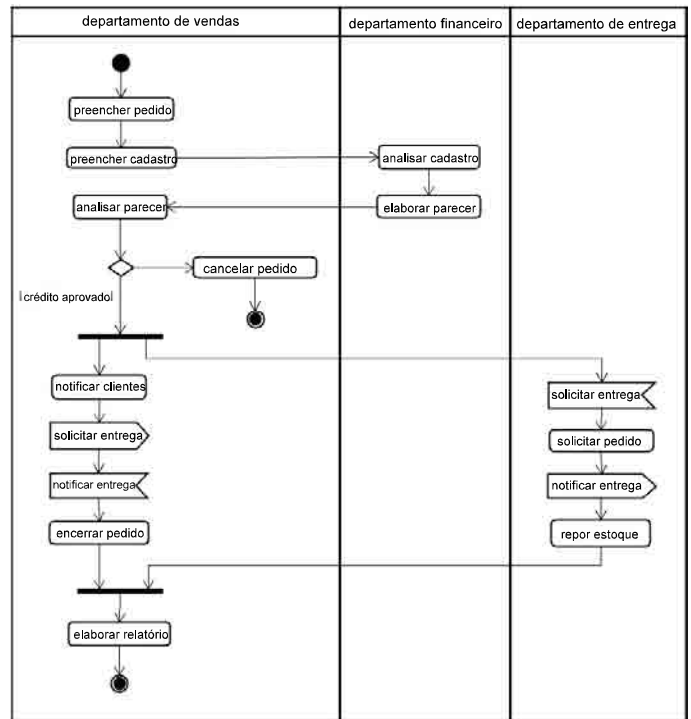 departamento de vendas
departamento financeiro
departamento de entrega
preencher pedido
preencher cadastro
analisar cadastro
analisar parecer
elaborar parecer
cancelar pedido
|crédito aprovado|
notificar clientes
solicitar entrega
solicitar entrega
solicitar pedido
notificar entrega
notificar entrega
encerrar pedido
repor estoque
elaborar relatório